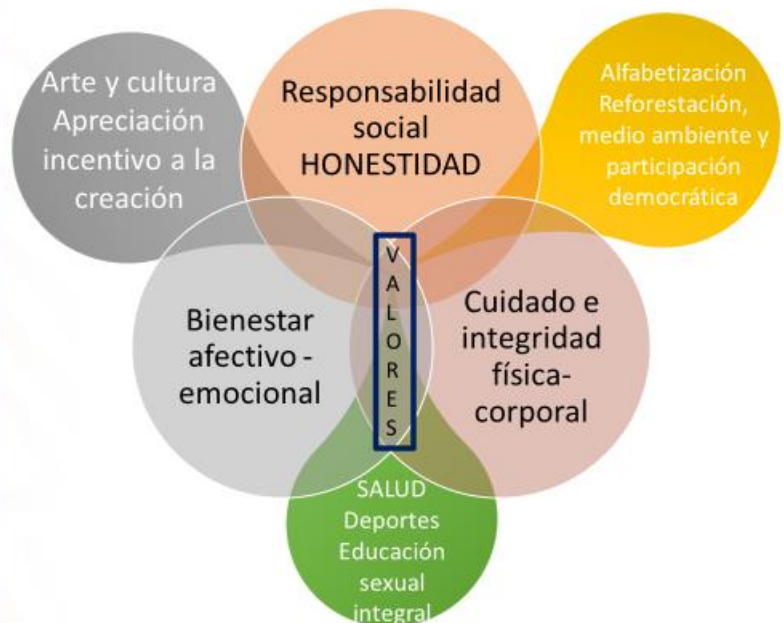 Arte y cultura
Apreciación
incentivo a la
creación
Responsabilidad
social
HONESTIDAD
Alfabetización
Reforestación,
medio ambiente y
participación
democrática
Bienestar
afectivo -
emocional
VALORES
Cuidado e
integridad
física-
corporal
SALUD
Deportes
Educación
sexual
integral